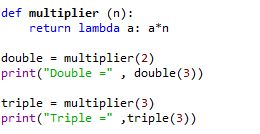 def multiplier (n):
    return lambda a: a*n
double = multiplier(2)
print("Double =" , double(3))
triple = multiplier(3)
print("Triple =" ,triple(3))